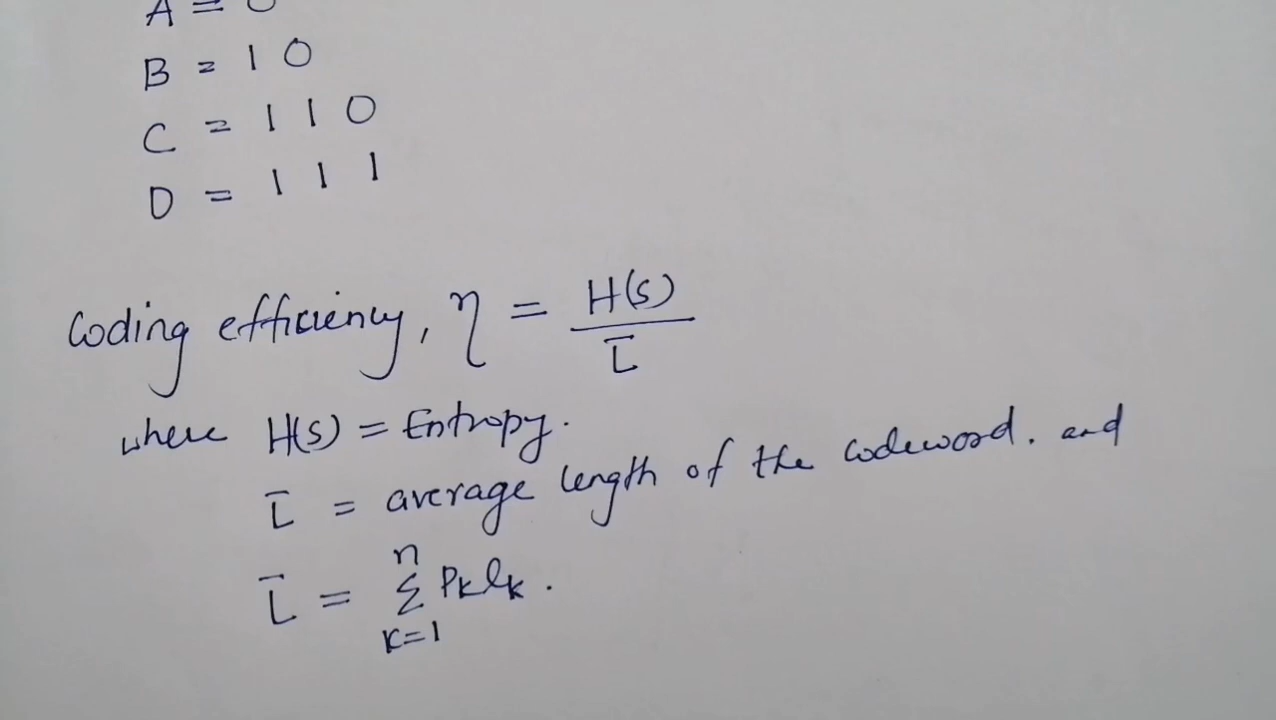 A = 0
B = 1 0
C = 1 1 0
D = 1 1 1
Coding efficiency, η = H(S) / L̄
where H(S) = Entropy.
L̄ = average length of the codeword. and
L̄ = n Σ K=1 PK lK.